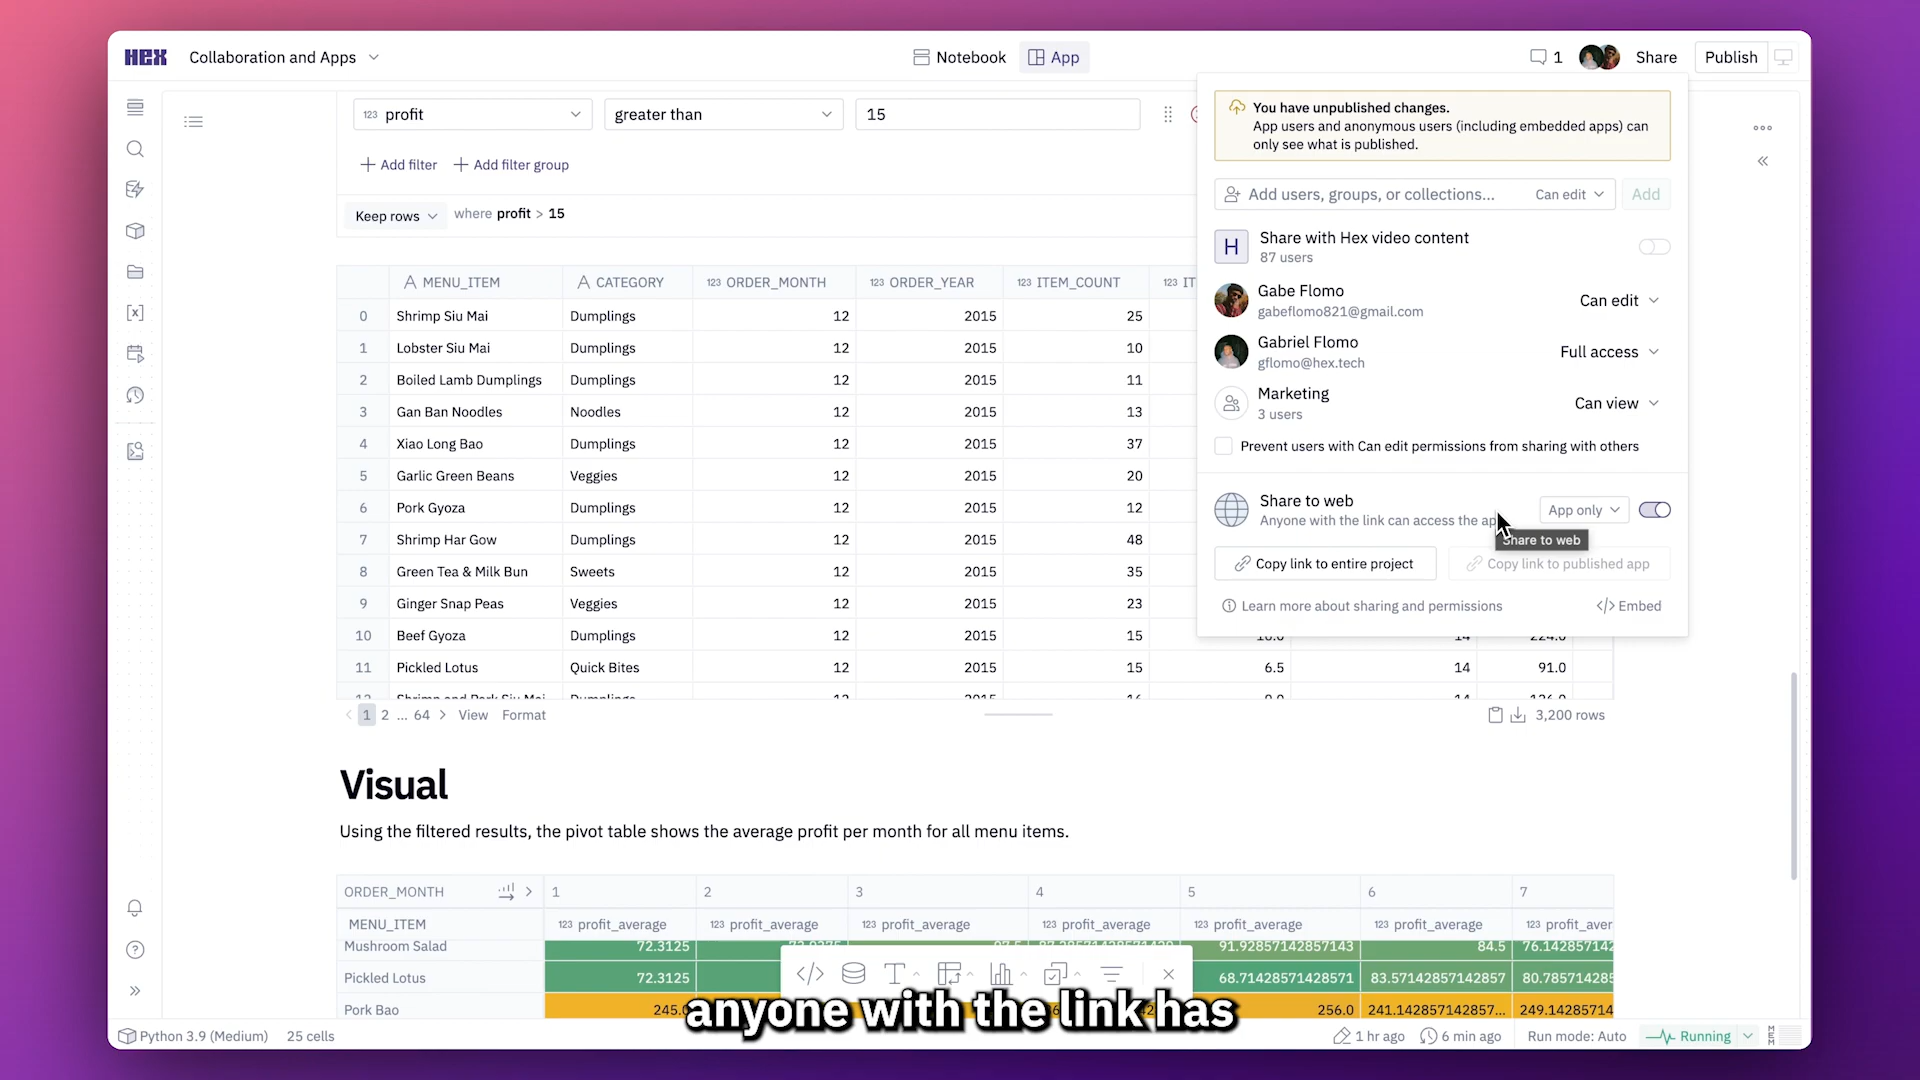 HEX Collaboration and Apps
Notebook App
1 Share Publish
123 profit greater than 15
Add filter Add filter group
Keep rows where profit > 15
MENU_ITEM CATEGORY 123 ORDER_MONTH 123 ORDER_YEAR 123 ITEM_COUNT 123 IT
0 Shrimp Siu Mai Dumplings 12 2015 25
1 Lobster Siu Mai Dumplings 12 2015 10
2 Boiled Lamb Dumplings Dumplings 12 2015 11
3 Gan Ban Noodles Noodles 12 2015 13
4 Xiao Long Bao Dumplings 12 2015 37
5 Garlic Green Beans Veggies 12 2015 20
6 Pork Gyoza Dumplings 12 2015 12
7 Shrimp Har Gow Dumplings 12 2015 48
8 Green Tea & Milk Bun Sweets 12 2015 35
9 Ginger Snap Peas Veggies 12 2015 23
10 Beef Gyoza Dumplings 12 2015 15 16.0 14 224.0
11 Pickled Lotus Quick Bites 12 2015 15 6.5 14 91.0
12 Shrimp and Pork Siu Mai Dumplings 12 2015
1 2 ... 64 View Format 3,200 rows
You have unpublished changes.
App users and anonymous users (including embedded apps) can
only see what is published.
Add users, groups, or collections... Can edit Add
H Share with Hex video content
87 users
Gabe Flomo
gabeflomo821@gmail.com
Can edit
Gabriel Flomo
gflomo@hex.tech
Full access
Marketing
3 users
Can view
Prevent users with Can edit permissions from sharing with others
Share to web
Anyone with the link can access the ap
App only
Share to web
Copy link to entire project Copy link to published app
Learn more about sharing and permissions </> Embed
Visual
Using the filtered results, the pivot table shows the average profit per month for all menu items.
ORDER_MONTH 1 2 3 4 5 6 7
MENU_ITEM 123 profit_average 123 profit_average 123 profit_average 123 profit_average 123 profit_average 123 profit_average 123 profit_aver
Mushroom Salad 72.3125 91.92857142857143 84.5 76.142857142
Pickled Lotus 72.3125 68.71428571428571 83.57142857142857 80.785714285
Pork Bao 245.0 256.0 241.142857142857... 249.14285714
anyone with the link has
Python 3.9 (Medium) 25 cells
1 hr ago 6 min ago Run mode: Auto Running MEM